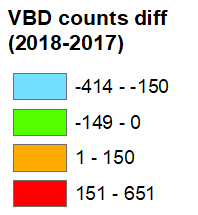 VBD counts diff
(2018-2017)
-414 - -150
-149 - 0
1 - 150
151 - 651